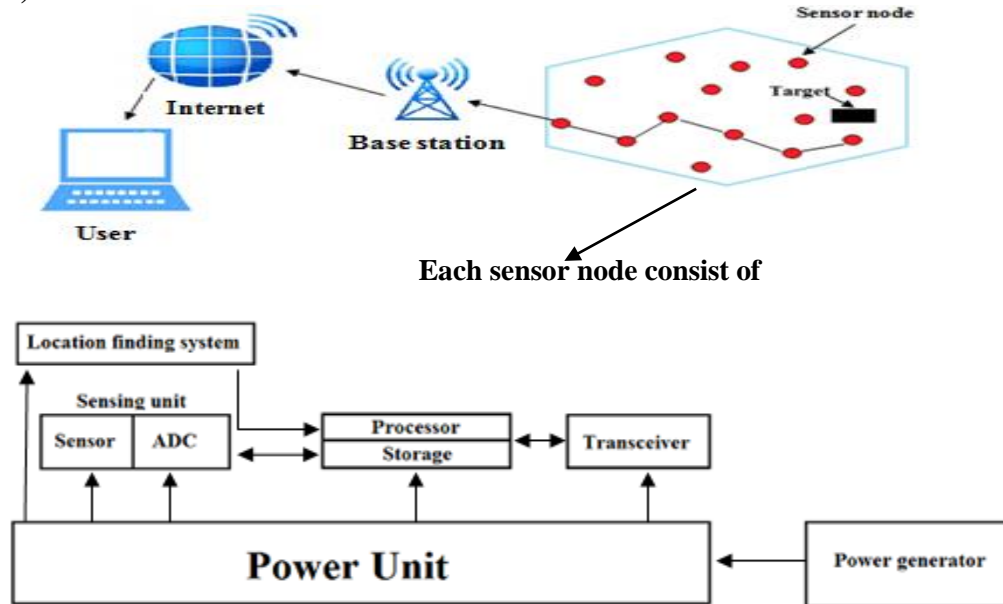 )
Sensor node
Target
Internet
Base station
User
Each sensor node consist of
Location finding system
Sensing unit
Sensor
ADC
Processor
Storage
Transceiver
Power Unit
Power generator